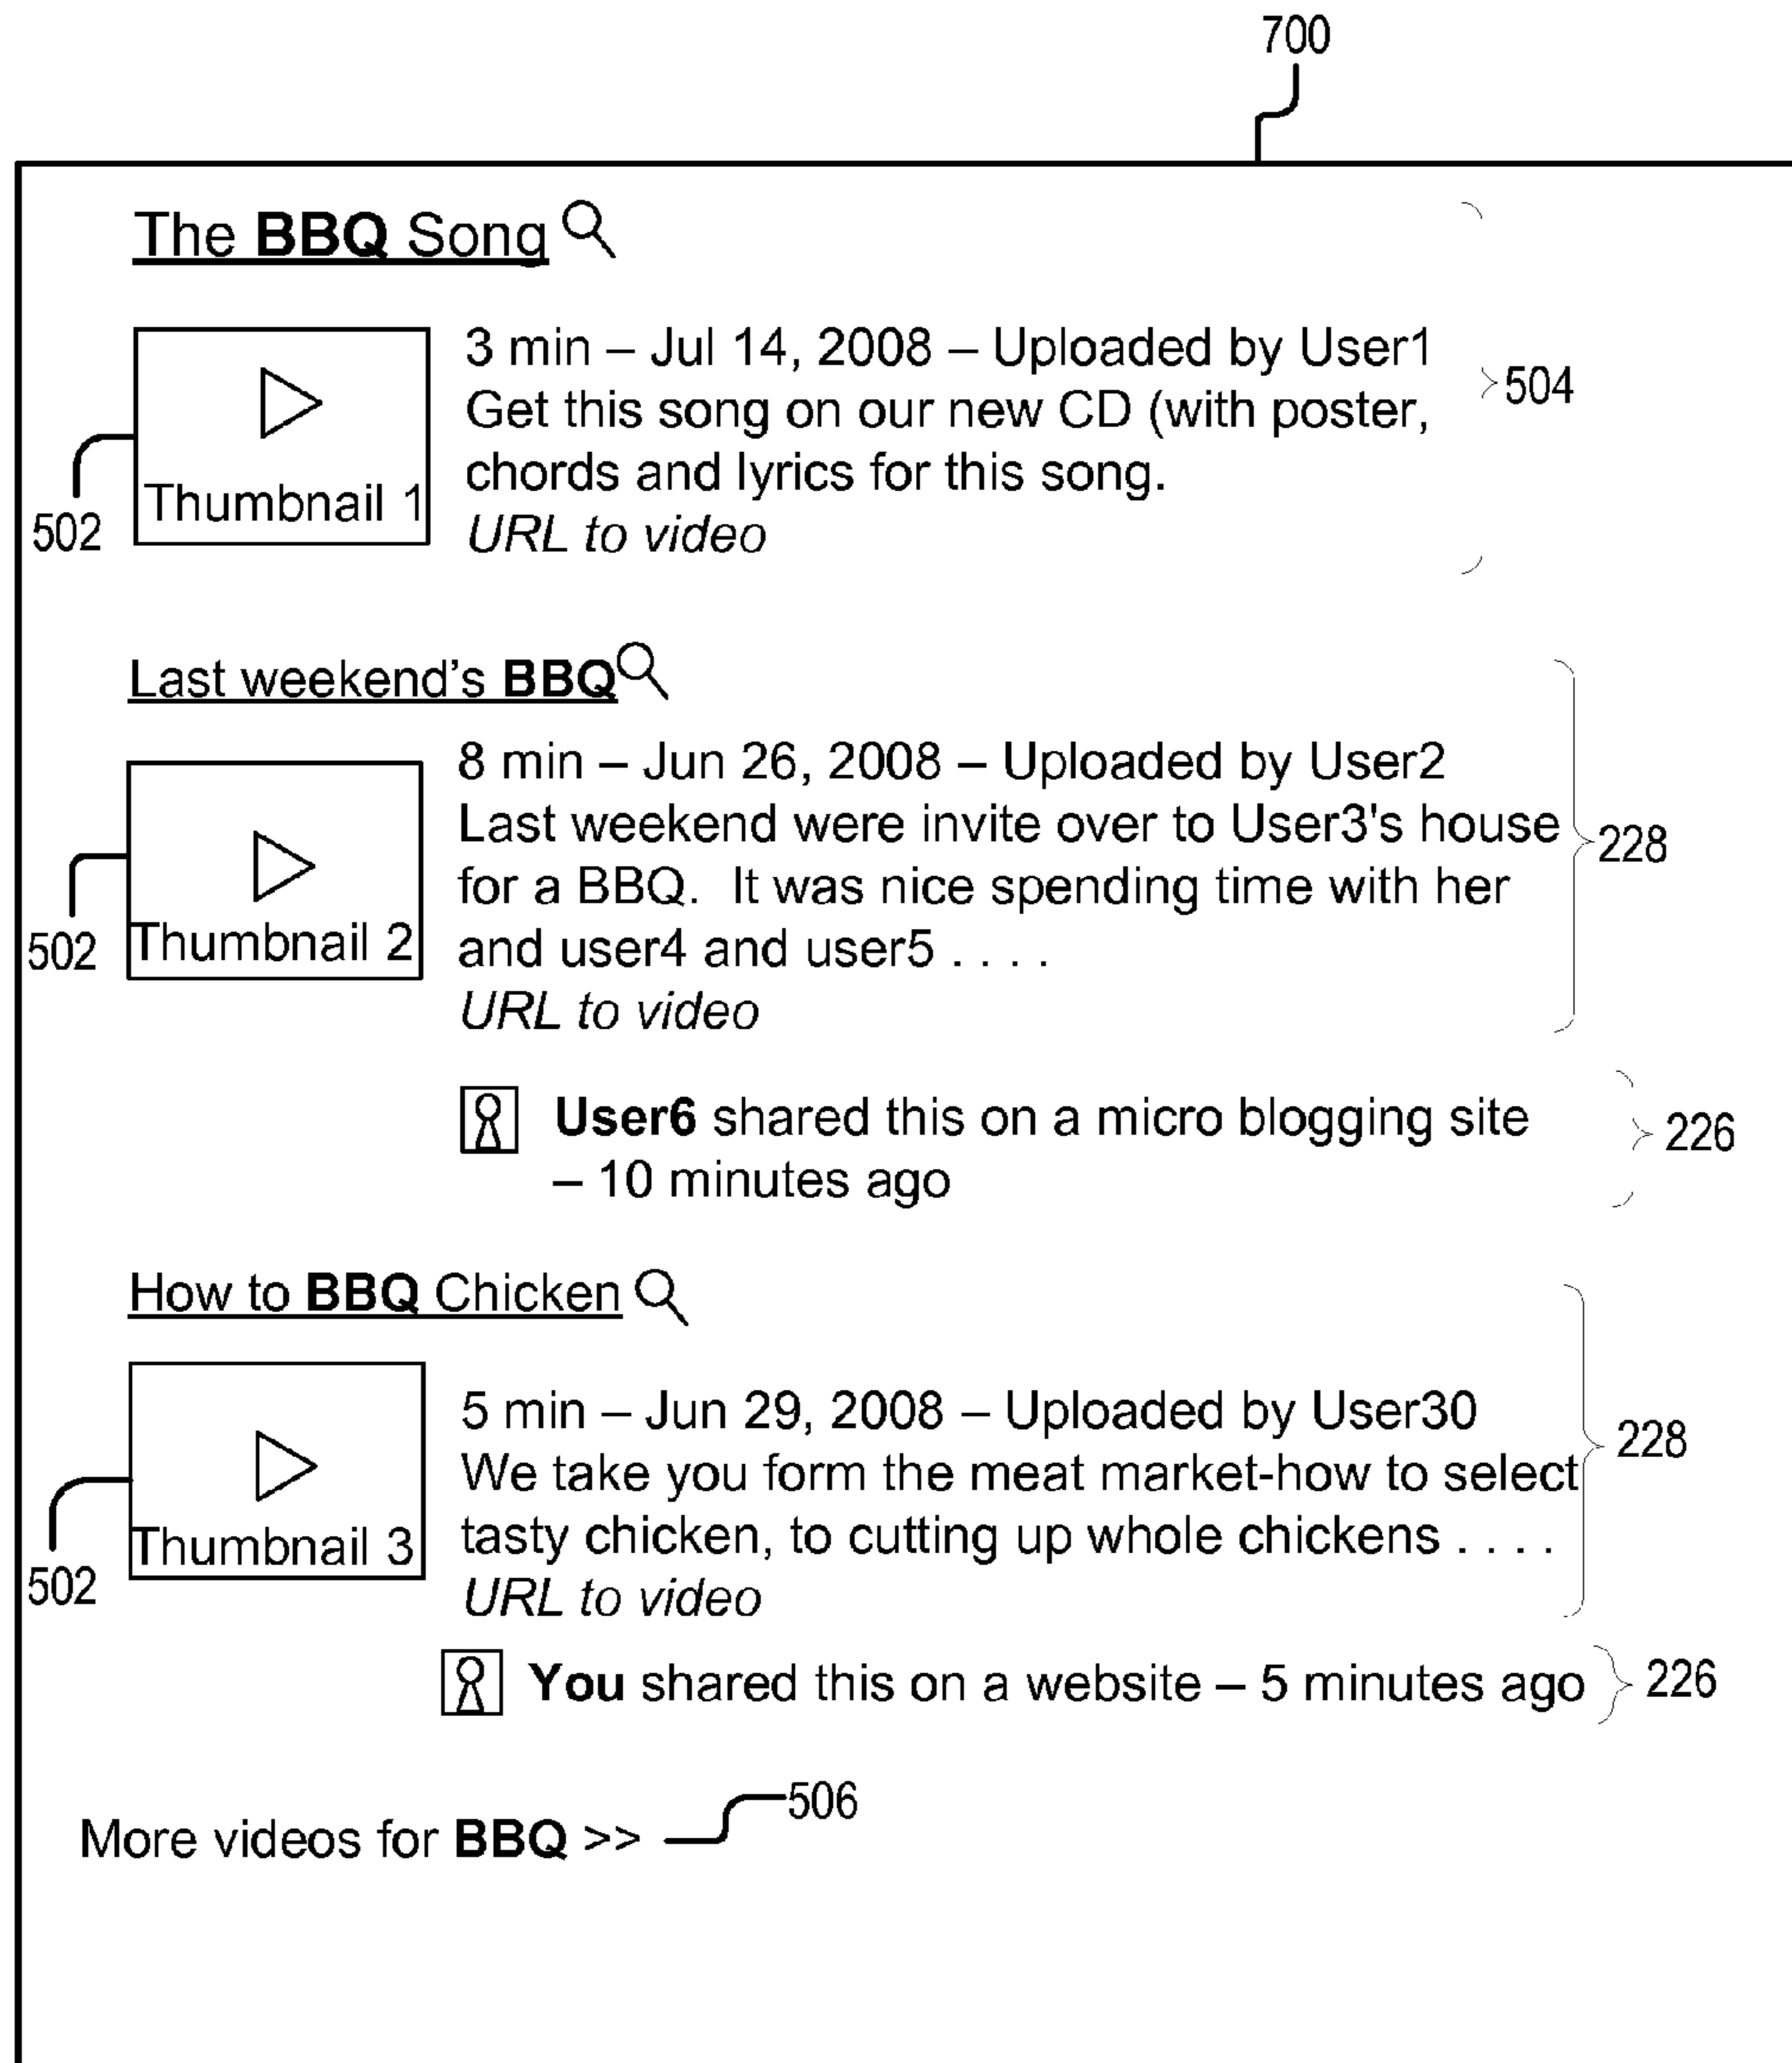 700
The BBQ Song
3 min – Jul 14, 2008 – Uploaded by User1
Get this song on our new CD (with poster,
chords and lyrics for this song.
URL to video
Thumbnail 1
502
504
Last weekend's BBQ
8 min – Jun 26, 2008 – Uploaded by User2
Last weekend were invite over to User3's house
for a BBQ. It was nice spending time with her
and user4 and user5 . . . .
URL to video
Thumbnail 2
502
228
User6 shared this on a micro blogging site
– 10 minutes ago
226
How to BBQ Chicken
5 min – Jun 29, 2008 – Uploaded by User30
We take you form the meat market-how to select
tasty chicken, to cutting up whole chickens . . . .
URL to video
Thumbnail 3
502
228
You shared this on a website – 5 minutes ago
226
More videos for BBQ >>
506